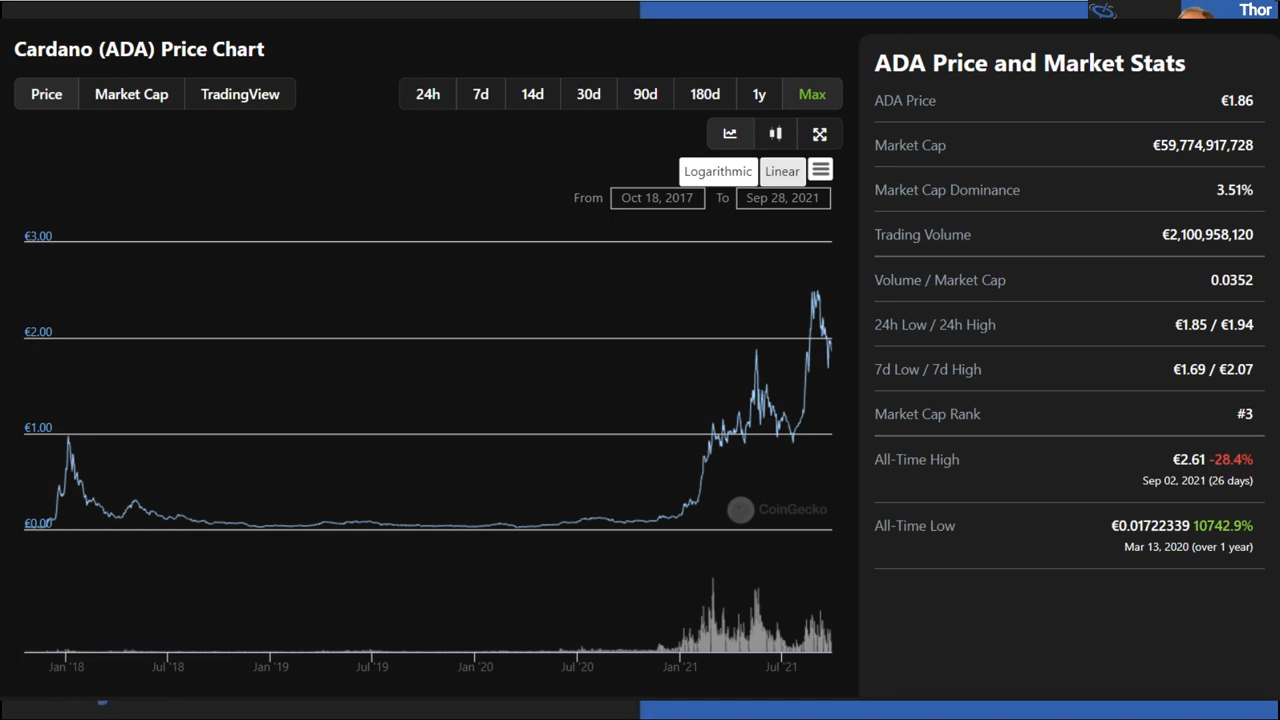 Thor
Cardano (ADA) Price Chart
Price Market Cap TradingView
24h 7d 14d 30d 90d 180d 1y Max
Logarithmic Linear
From Oct 18, 2017 To Sep 28, 2021
€3.00
€2.00
€1.00
€0.00
CoinGecko
Jan '18 Jul '18 Jan '19 Jul '19 Jan '20 Jul '20 Jan '21 Jul '21
ADA Price and Market Stats
ADA Price €1.86
Market Cap €59,774,917,728
Market Cap Dominance 3.51%
Trading Volume €2,100,958,120
Volume / Market Cap 0.0352
24h Low / 24h High €1.85 / €1.94
7d Low / 7d High €1.69 / €2.07
Market Cap Rank #3
All-Time High €2.61 -28.4%
Sep 02, 2021 (26 days)
All-Time Low €0.01722339 10742.9%
Mar 13, 2020 (over 1 year)